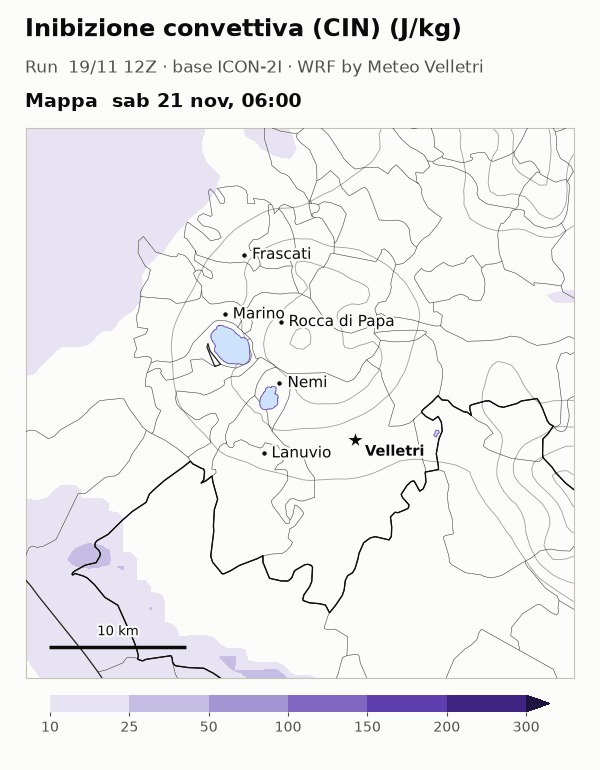 Inibizione convettiva (CIN) (J/kg)
Run 19/11 12Z · base ICON-2I · WRF by Meteo Velletri
Mappa sab 21 nov, 06:00
Frascati
Marino
Rocca di Papa
Nemi
Velletri
Lanuvio
10 km
10 25 50 100 150 200 300